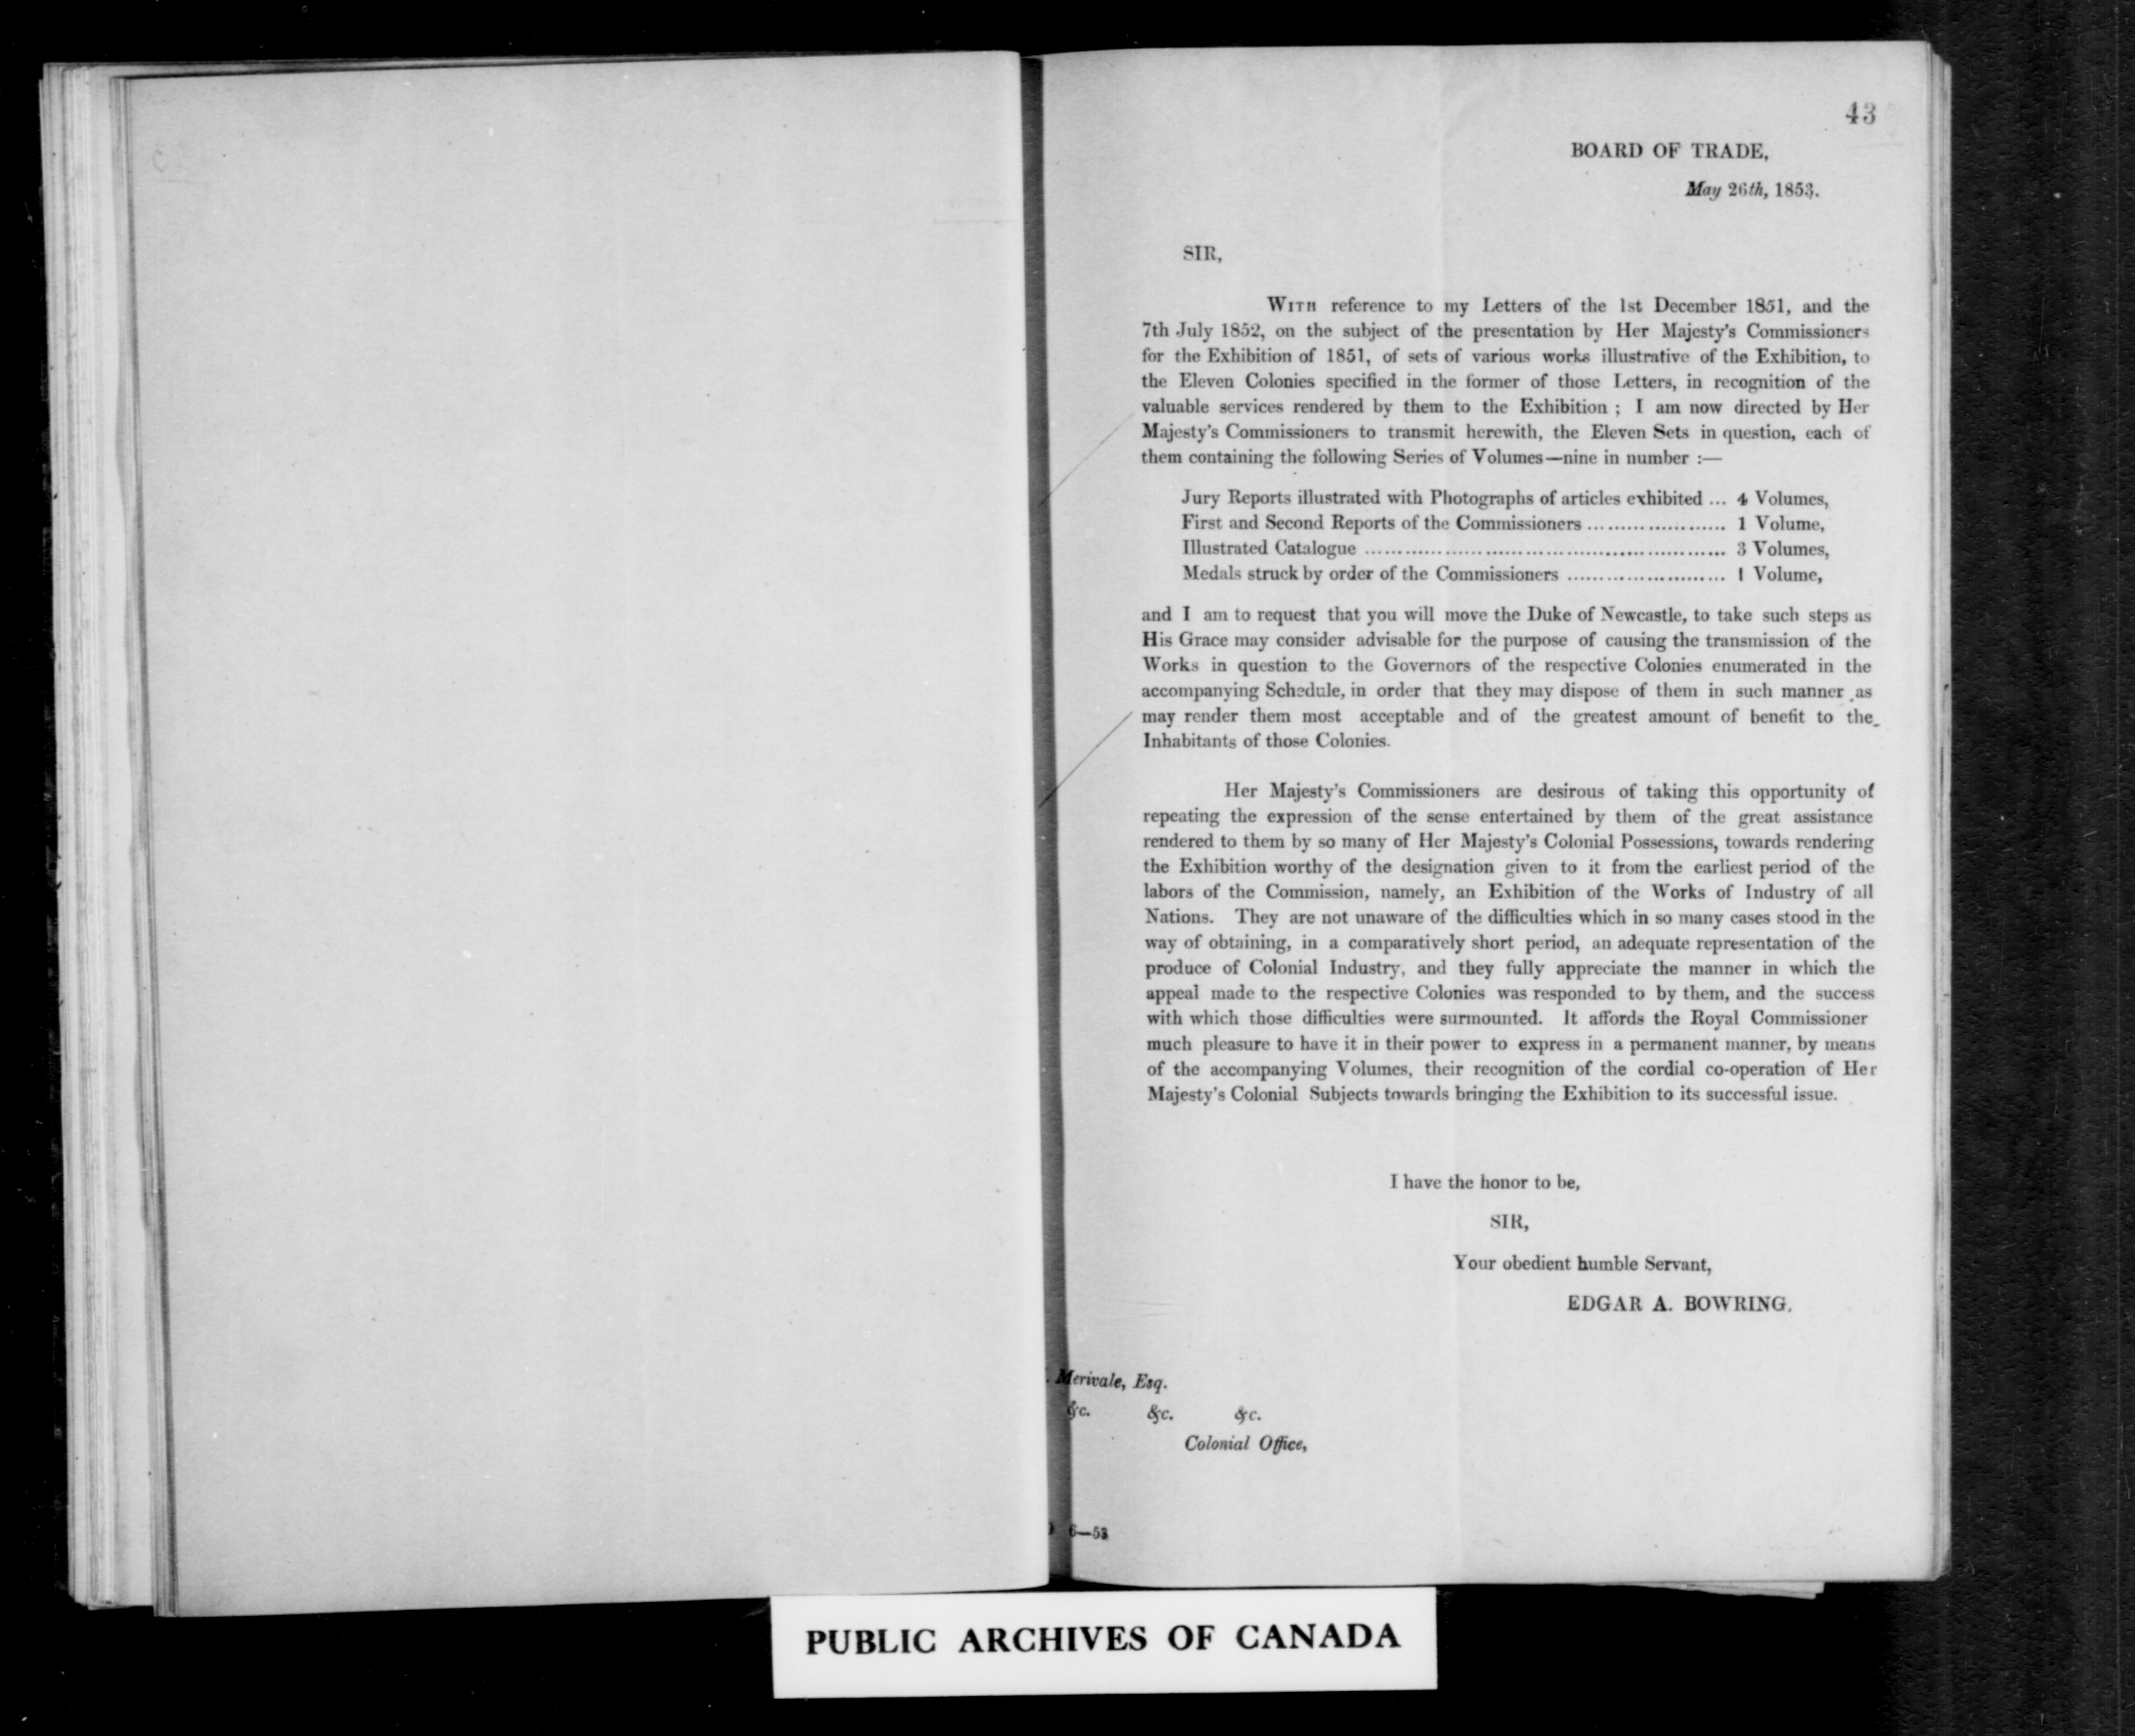 43
BOARD OF TRADE,
May 26th, 1853.
SIR,
WITH reference to my Letters of the 1st December 1851, and the
7th July 1852, on the subject of the presentation by Her Majesty's Commissioners
for the Exhibition of 1851, of sets of various works illustrative of the Exhibition, to
the Eleven Colonies specified in the former of those Letters, in recognition of the
valuable services rendered by them to the Exhibition ; I am now directed by Her
Majesty's Commissioners to transmit herewith, the Eleven Sets in question, each of
them containing the following Series of Volumes—nine in number :—
Jury Reports illustrated with Photographs of articles exhibited ... 4 Volumes,
First and Second Reports of the Commissioners ..................... 1 Volume,
Illustrated Catalogue ......................................................... 3 Volumes,
Medals struck by order of the Commissioners ......................... 1 Volume,
and I am to request that you will move the Duke of Newcastle, to take such steps as
His Grace may consider advisable for the purpose of causing the transmission of the
Works in question to the Governors of the respective Colonies enumerated in the
accompanying Schedule, in order that they may dispose of them in such manner as
may render them most acceptable and of the greatest amount of benefit to the
Inhabitants of those Colonies.
Her Majesty's Commissioners are desirous of taking this opportunity of
repeating the expression of the sense entertained by them of the great assistance
rendered to them by so many of Her Majesty's Colonial Possessions, towards rendering
the Exhibition worthy of the designation given to it from the earliest period of the
labors of the Commission, namely, an Exhibition of the Works of Industry of all
Nations. They are not unaware of the difficulties which in so many cases stood in the
way of obtaining, in a comparatively short period, an adequate representation of the
produce of Colonial Industry, and they fully appreciate the manner in which the
appeal made to the respective Colonies was responded to by them, and the success
with which those difficulties were surmounted. It affords the Royal Commissioner
much pleasure to have it in their power to express in a permanent manner, by means
of the accompanying Volumes, their recognition of the cordial co-operation of Her
Majesty's Colonial Subjects towards bringing the Exhibition to its successful issue.
I have the honor to be,
SIR,
Your obedient humble Servant,
EDGAR A. BOWRING.
Merivale, Esq.
&c. &c. &c.
Colonial Office,
6—53
PUBLIC ARCHIVES OF CANADA